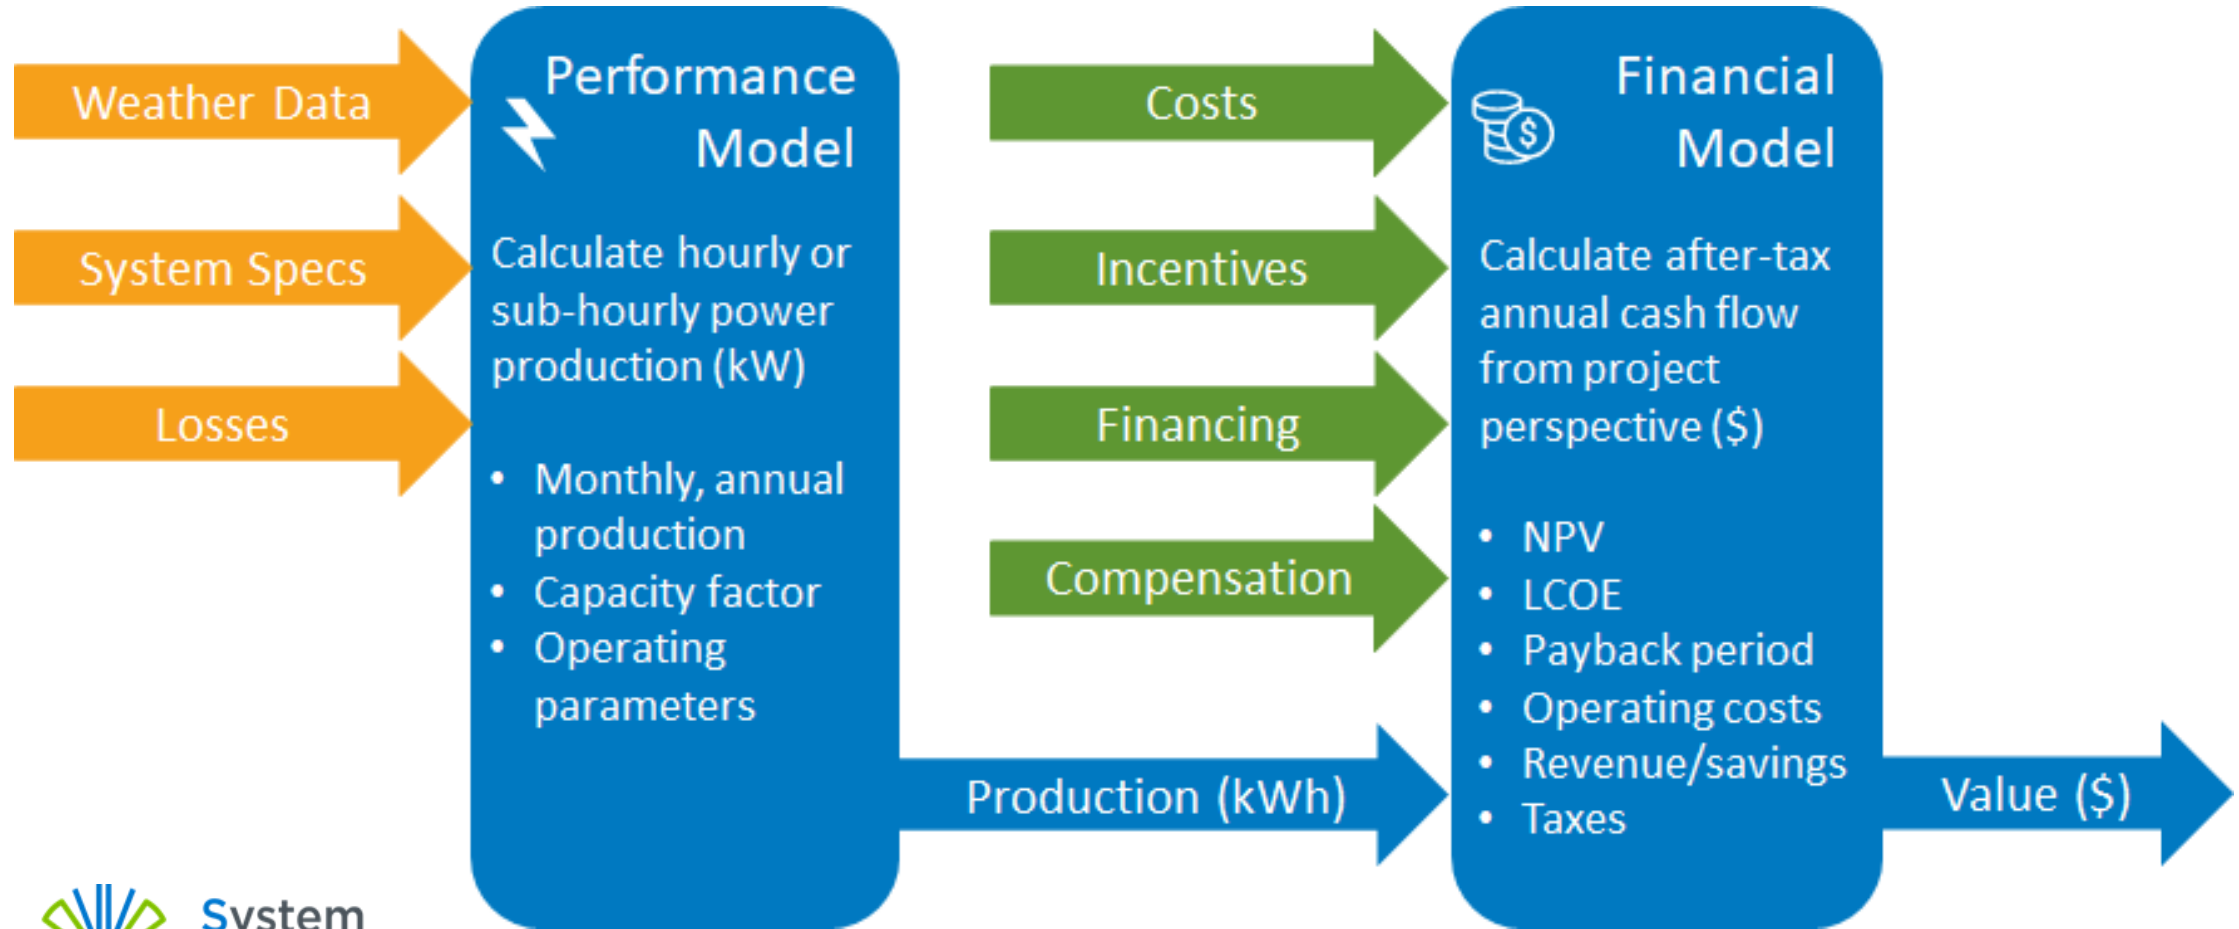 Weather Data
System Specs
Losses
Performance
Model
Calculate hourly or
sub-hourly power
production (kW)
• Monthly, annual
production
• Capacity factor
• Operating
parameters
Costs
Incentives
Financing
Compensation
Production (kWh)
Financial
Model
$
Calculate after-tax
annual cash flow
from project
perspective ($)
• NPV
• LCOE
• Payback period
• Operating costs
• Revenue/savings
• Taxes
Value ($)
System